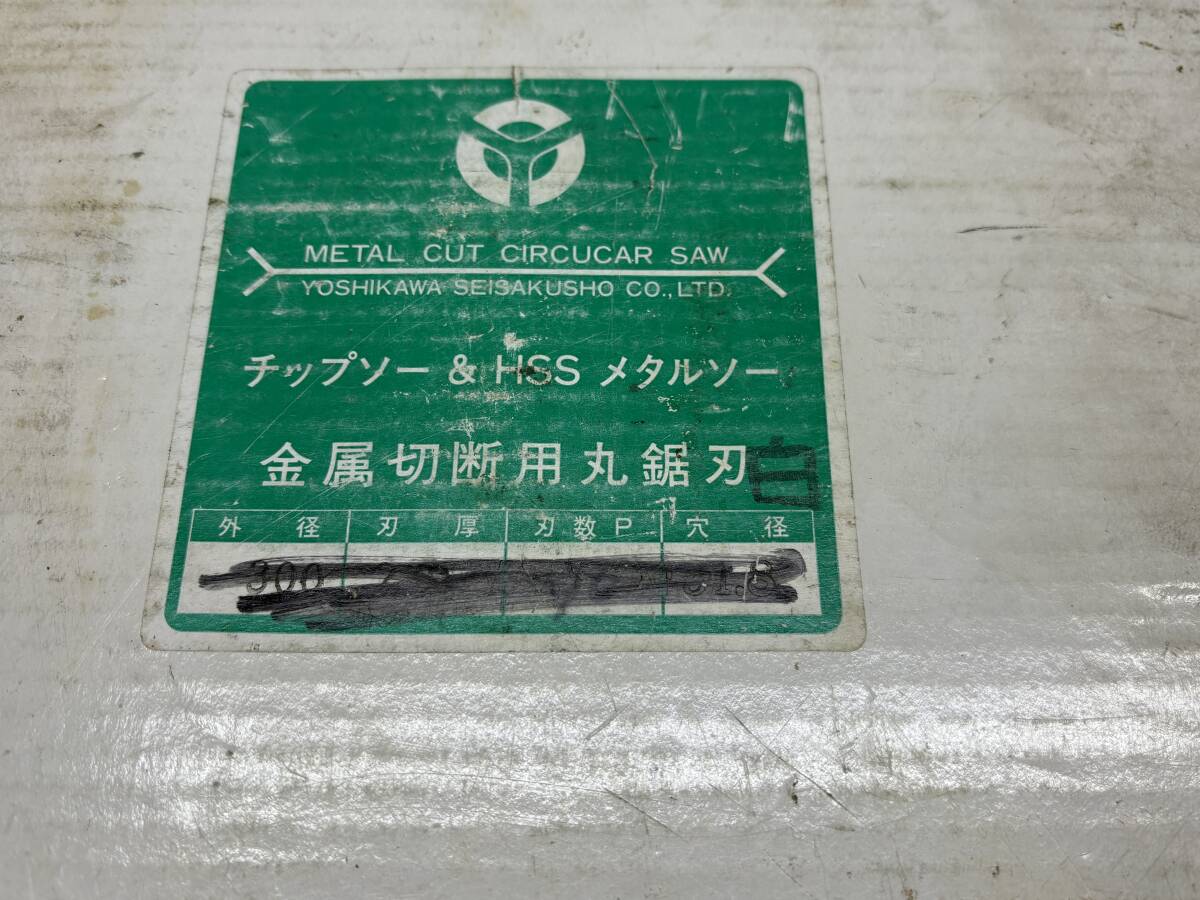 METAL CUT CIRCUCAR SAW
YOSHIKAWA SEISAKUSHO CO.,LTD.
チップソー & HSS メタルソー
金属切断用丸鋸刃 白
外径 刃厚 刃数P 穴径
300 31.8